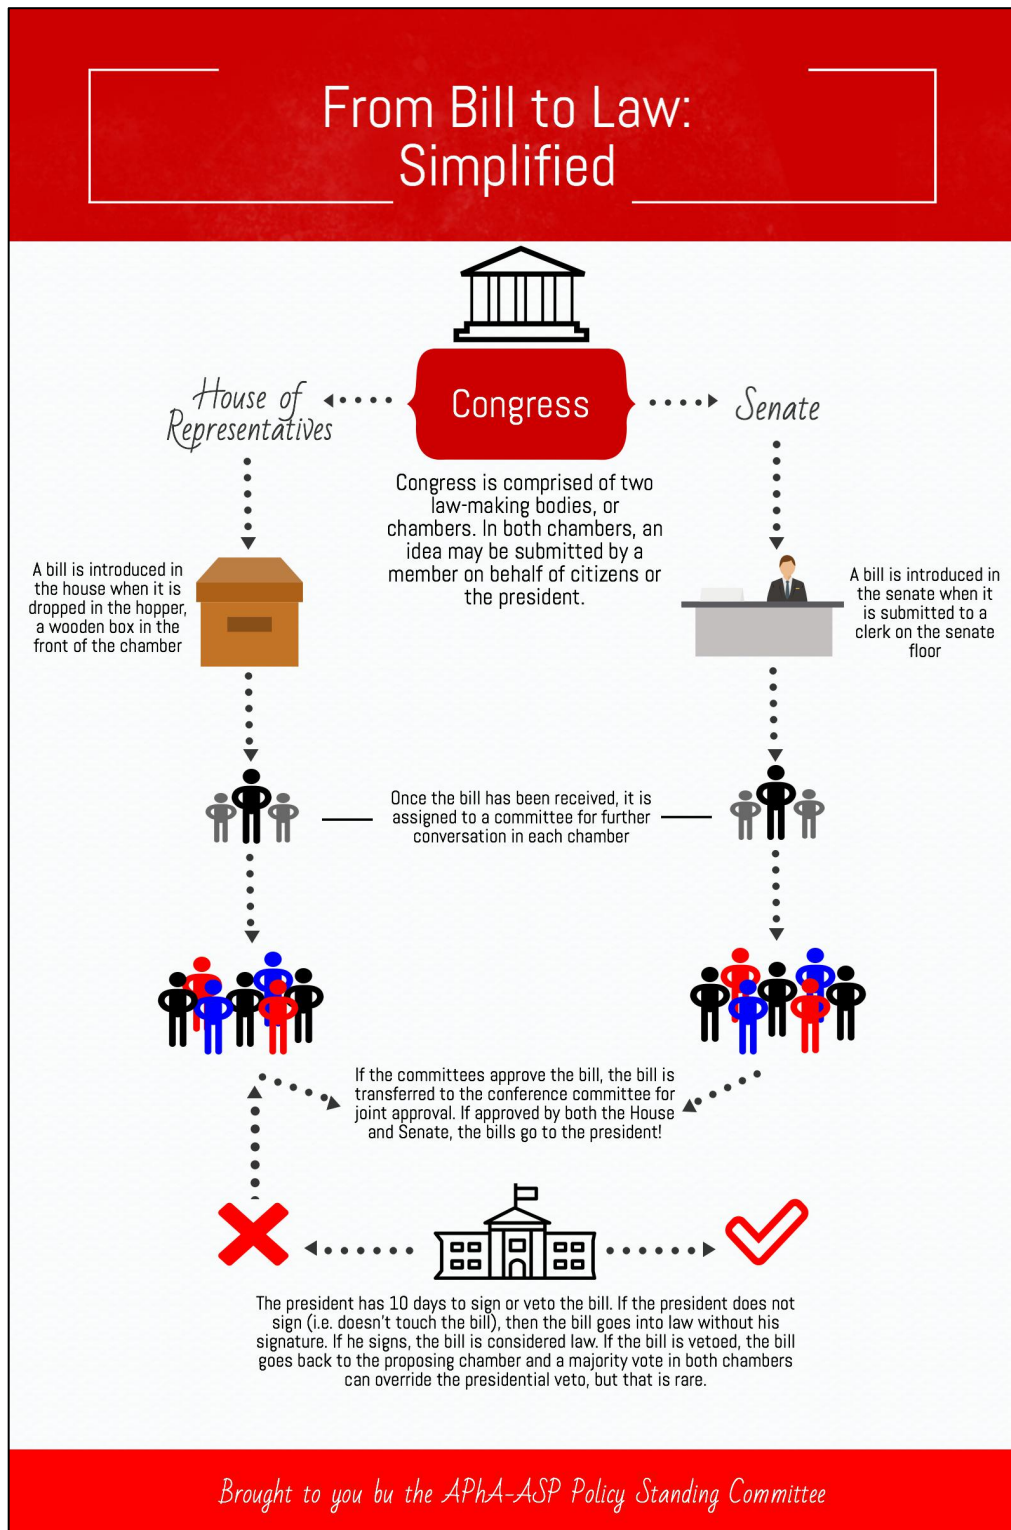 From Bill to Law:
Simplified
House of
Representatives
Congress
Senate
Congress is comprised of two
law-making bodies, or
chambers. In both chambers, an
idea may be submitted by a
member on behalf of citizens or
the president.
A bill is introduced in
the house when it is
dropped in the hopper,
a wooden box in the
front of the chamber
A bill is introduced in
the senate when it
is submitted to a
clerk on the senate
floor
Once the bill has been received, it is
assigned to a committee for further
conversation in each chamber
If the committees approve the bill, the bill is
transferred to the conference committee for
joint approval. If approved by both the House
and Senate, the bills go to the president!
The president has 10 days to sign or veto the bill. If the president does not
sign (i.e. doesn't touch the bill), then the bill goes into law without his
signature. If he signs, the bill is considered law. If the bill is vetoed, the bill
goes back to the proposing chamber and a majority vote in both chambers
can override the presidential veto, but that is rare.
Brought to you bu the APhA-ASP Policy Standing Committee